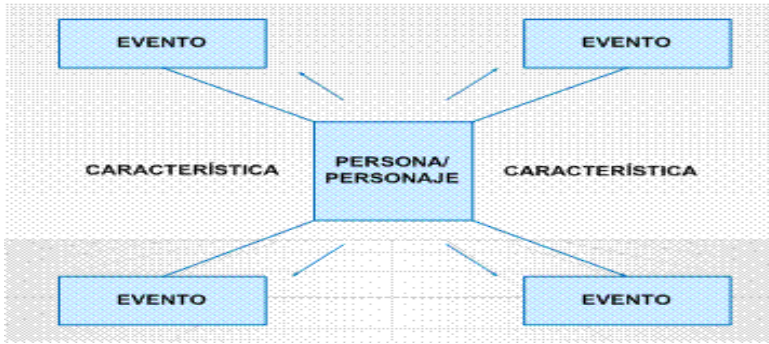 EVENTO
EVENTO
CARACTERÍSTICA
PERSONA/
PERSONAJE
CARACTERÍSTICA
EVENTO
EVENTO